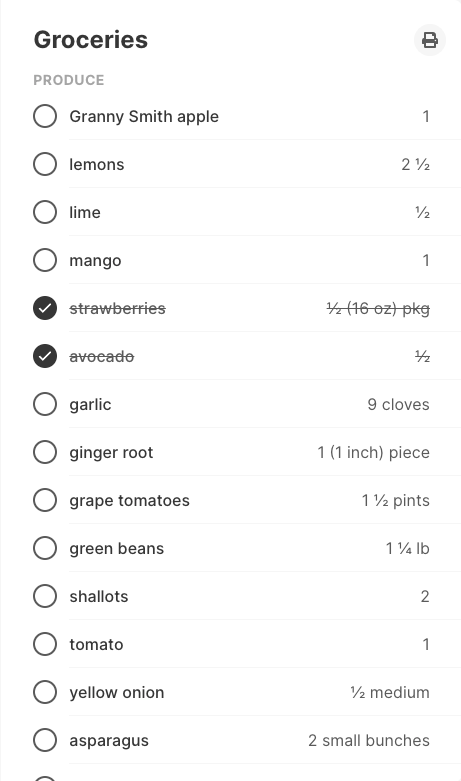 Groceries
PRODUCE
Granny Smith apple 1
lemons 2 ½
lime ½
mango 1
strawberries ½ (16 oz) pkg
avocado ½
garlic 9 cloves
ginger root 1 (1 inch) piece
grape tomatoes 1 ½ pints
green beans 1 ¼ lb
shallots 2
tomato 1
yellow onion ½ medium
asparagus 2 small bunches